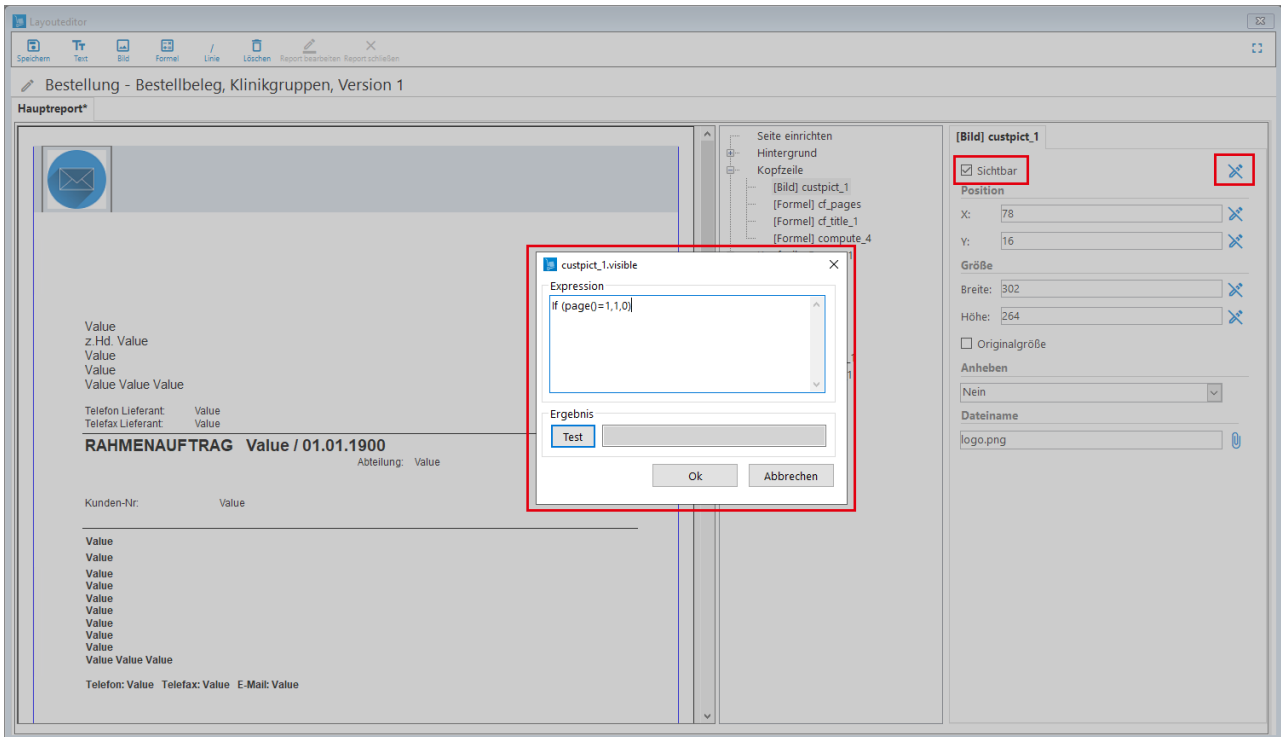 Layouteditor
Speichern Text Bild Formel Linie Löschen Report bearbeiten Report schließen
Bestellung - Bestellbeleg, Klinikgruppen, Version 1
Hauptreport*
Value
z.Hd. Value
Value
Value
Value Value Value
Telefon Lieferant: Value
Telefax Lieferant: Value
RAHMENAUFTRAG Value / 01.01.1900
Abteilung: Value
Kunden-Nr: Value
Value
Value
Value
Value
Value
Value
Value
Value
Value
Value Value Value
Telefon: Value Telefax: Value E-Mail: Value
Seite einrichten
Hintergrund
Kopfzeile
[Bild] custpict_1
[Formel] cf_pages
[Formel] cf_title_1
[Formel] compute_4
custpict_1.visible
Expression
If (page()=1,1,0)
Ergebnis
Test
Ok Abbrechen
[Bild] custpict_1
Sichtbar
Position
X: 78
Y: 16
Größe
Breite: 302
Höhe: 264
Originalgröße
Anheben
Nein
Dateiname
logo.png